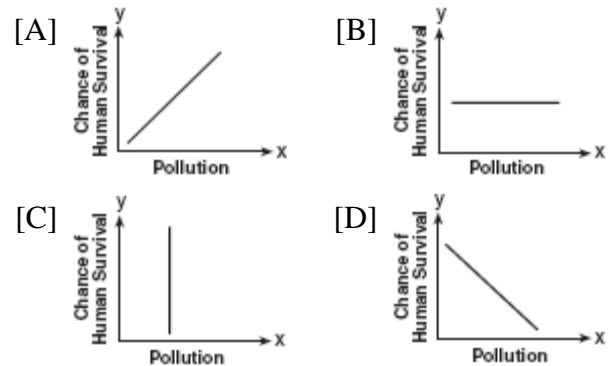 [A]
y
Chance of
Human Survival
x
Pollution
[B]
y
Chance of
Human Survival
x
Pollution
[C]
y
Chance of
Human Survival
x
Pollution
[D]
y
Chance of
Human Survival
x
Pollution